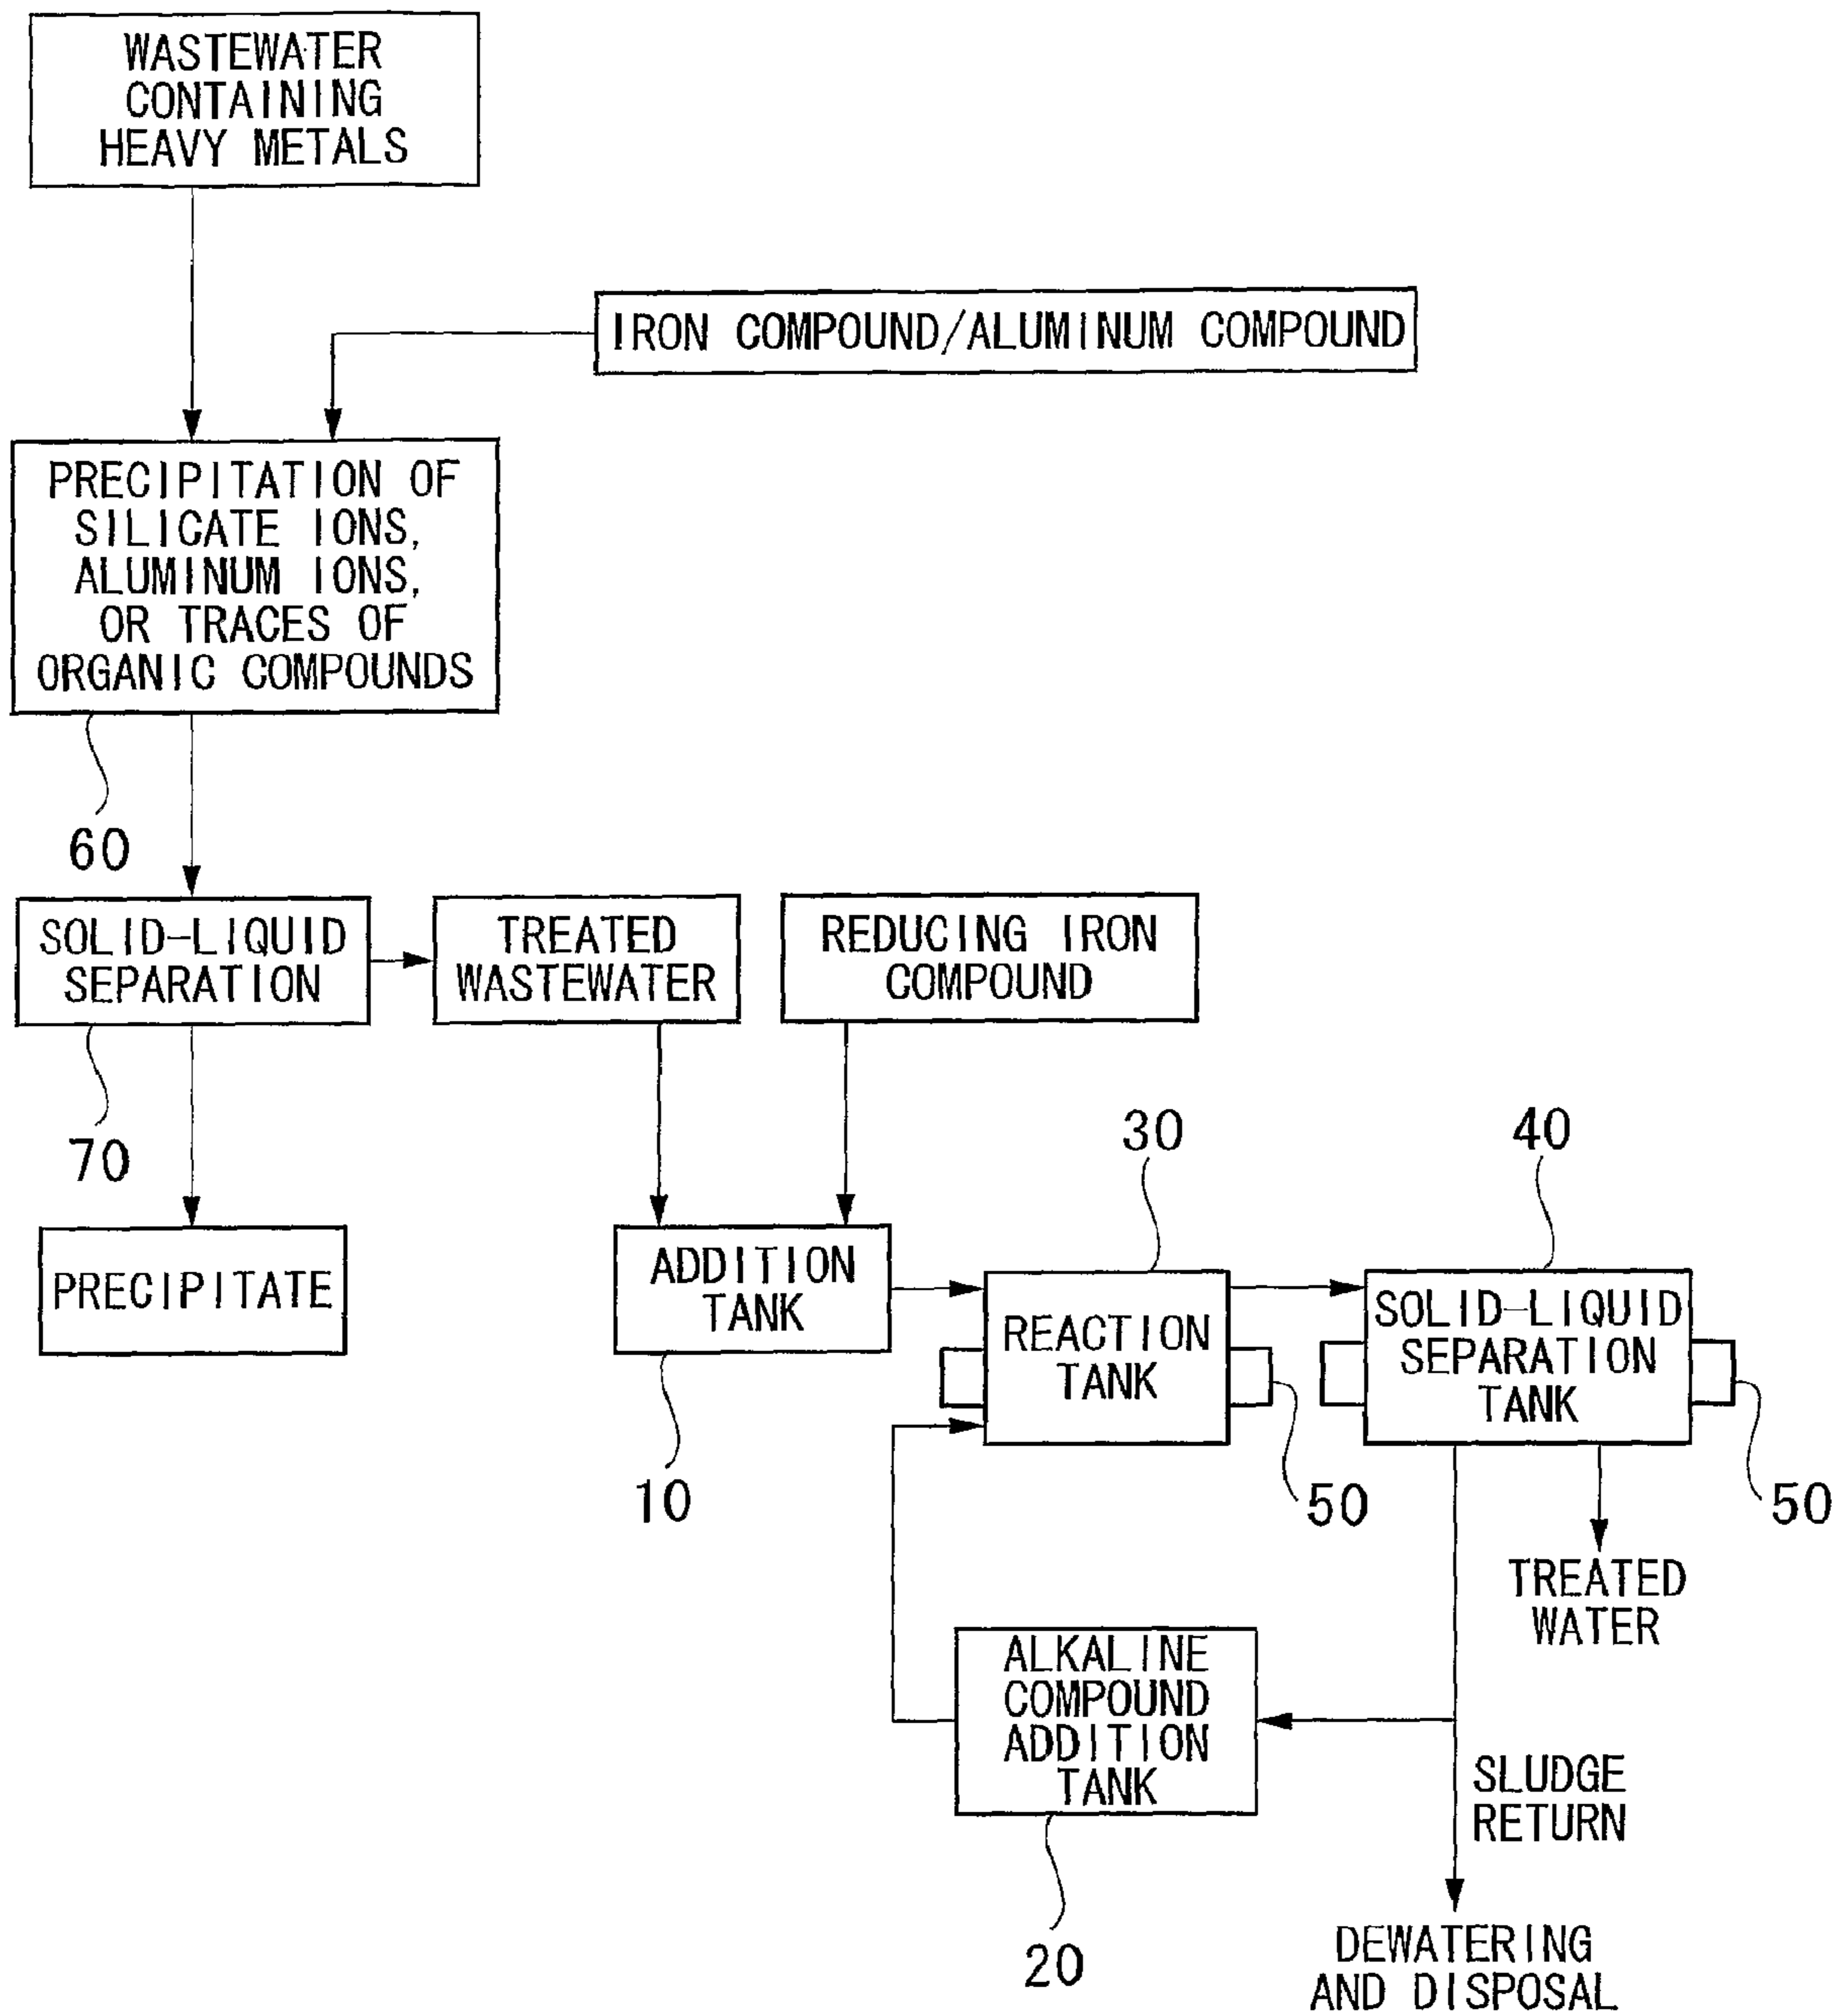 WASTEWATER
CONTAINING
HEAVY METALS
IRON COMPOUND/ALUMINUM COMPOUND
PRECIPITATION OF
SILICATE IONS,
ALUMINUM IONS,
OR TRACES OF
ORGANIC COMPOUNDS
60
SOLID-LIQUID
SEPARATION
70
TREATED
WASTEWATER
REDUCING IRON
COMPOUND
PRECIPITATE
ADDITION
TANK
10
30
REACTION
TANK
50
40
SOLID-LIQUID
SEPARATION
TANK
50
TREATED
WATER
ALKALINE
COMPOUND
ADDITION
TANK
20
SLUDGE
RETURN
DEWATERING
AND DISPOSAL